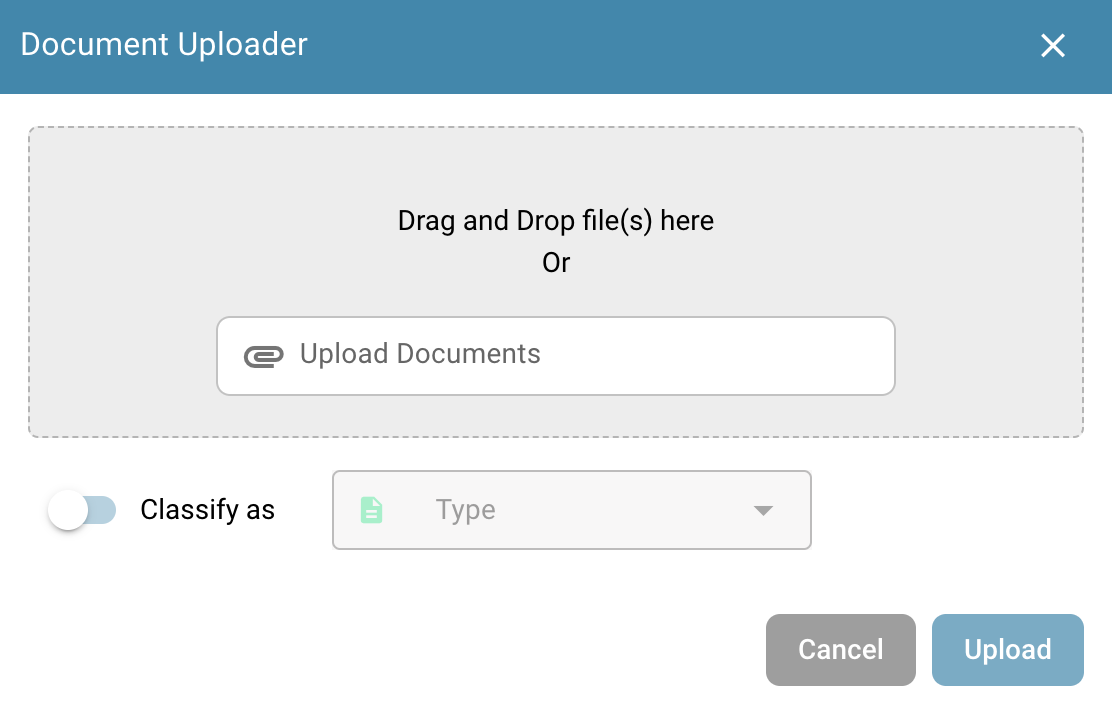 Document Uploader
Drag and Drop file(s) here
Or
Upload Documents
Classify as
Type
Cancel
Upload